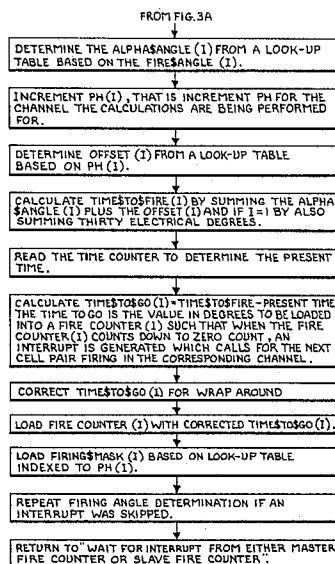 FROM FIG. 3A
DETERMINE THE ALPHA$ANGLE (I) FROM A LOOK-UP
TABLE BASED ON THE FIRE$ANGLE (I).
INCREMENT PH(I), THAT IS INCREMENT PH FOR THE
CHANNEL THE CALCULATIONS ARE BEING PERFORMED
FOR.
DETERMINE OFFSET (I) FROM A LOOK-UP TABLE
BASED ON PH(I).
CALCULATE TIME$TO$FIRE (I) BY SUMMING THE ALPHA
$ANGLE (I) PLUS THE OFFSET(I) AND IF I=1 BY ALSO
SUMMING THIRTY ELECTRICAL DEGREES.
READ THE TIME COUNTER TO DETERMINE THE PRESENT
TIME.
CALCULATE TIME$TO$GO(I)=TIME$TO$FIRE-PRESENT TIME
THE TIME TO GO IS THE VALUE IN DEGREES TO BE LOADED
INTO A FIRE COUNTER (I) SUCH THAT WHEN THE FIRE
COUNTER(I) COUNTS DOWN TO ZERO COUNT, AN
INTERRUPT IS GENERATED WHICH CALLS FOR THE NEXT
CELL PAIR FIRING IN THE CORRESPONDING CHANNEL.
CORRECT TIME$TO$GO(I) FOR WRAP AROUND
LOAD FIRE COUNTER (I) WITH CORRECTED TIME$TO$GO(I).
LOAD FIRING$MASK (I) BASED ON LOOK-UP TABLE
INDEXED TO PH(I).
REPEAT FIRING ANGLE DETERMINATION IF AN
INTERRUPT WAS SKIPPED.
RETURN TO "WAIT FOR INTERRUPT FROM EITHER MASTER
FIRE COUNTER OR SLAVE FIRE COUNTER".